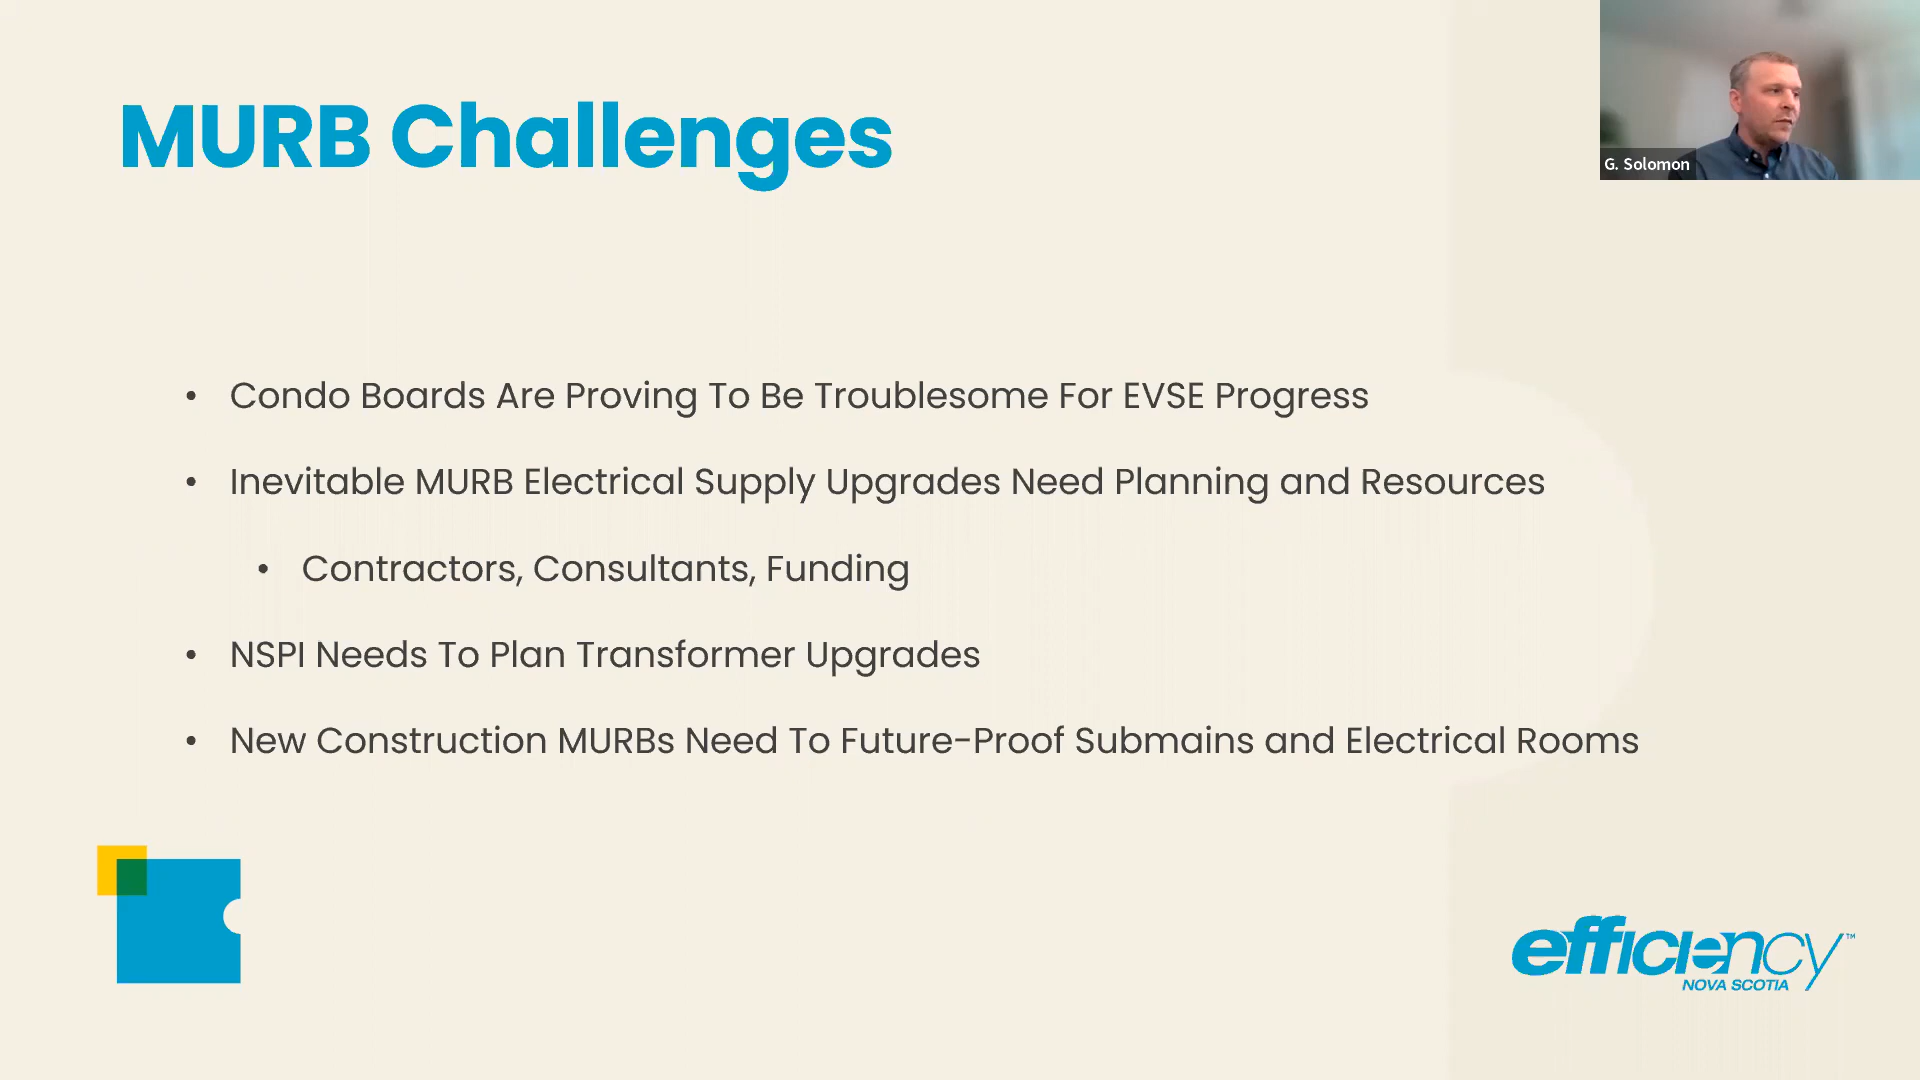 MURB Challenges
G. Solomon
• Condo Boards Are Proving To Be Troublesome For EVSE Progress
• Inevitable MURB Electrical Supply Upgrades Need Planning and Resources
• Contractors, Consultants, Funding
• NSPI Needs To Plan Transformer Upgrades
• New Construction MURBs Need To Future-Proof Submains and Electrical Rooms
efficiency™
NOVA SCOTIA